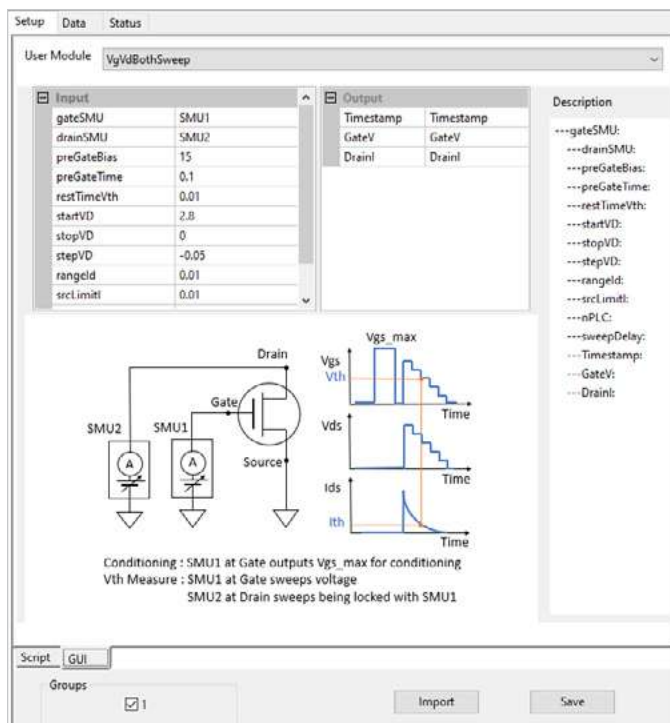 Setup Data Status
User Module VgVdBothSweep
Input
gateSMU SMU1
drainSMU SMU2
preGateBias 15
preGateTime 0.1
restTimeVth 0.01
startVD 2.8
stopVD 0
stepVD -0.05
rangeId 0.01
srcLimitI 0.01
Output
Timestamp Timestamp
GateV GateV
DrainI DrainI
Description
---gateSMU:
---drainSMU:
---preGateBias:
---preGateTime:
---restTimeVth:
---startVD:
---stopVD:
---stepVD:
---rangeId:
---srcLimitI:
---nPLC:
---sweepDelay:
---Timestamp:
---GateV:
---DrainI:
Drain
Gate
SMU2 SMU1
A A
Source
Vgs_max
Vgs
Vth
Time
Vds
Time
Ids
Ith
Time
Conditioning : SMU1 at Gate outputs Vgs_max for conditioning
Vth Measure : SMU1 at Gate sweeps voltage
SMU2 at Drain sweeps being locked with SMU1
Script GUI
Groups
1
Import Save